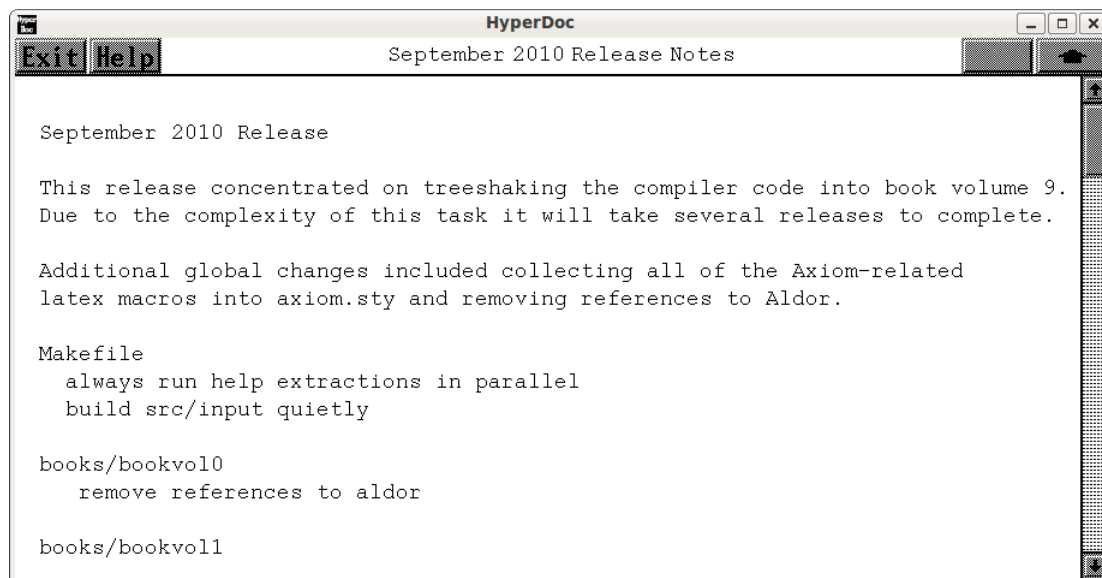 Hyper Doc
HyperDoc
Exit Help
September 2010 Release Notes
September 2010 Release
This release concentrated on treeshaking the compiler code into book volume 9.
Due to the complexity of this task it will take several releases to complete.
Additional global changes included collecting all of the Axiom-related
latex macros into axiom.sty and removing references to Aldor.
Makefile
always run help extractions in parallel
build src/input quietly
books/bookvol0
remove references to aldor
books/bookvol1